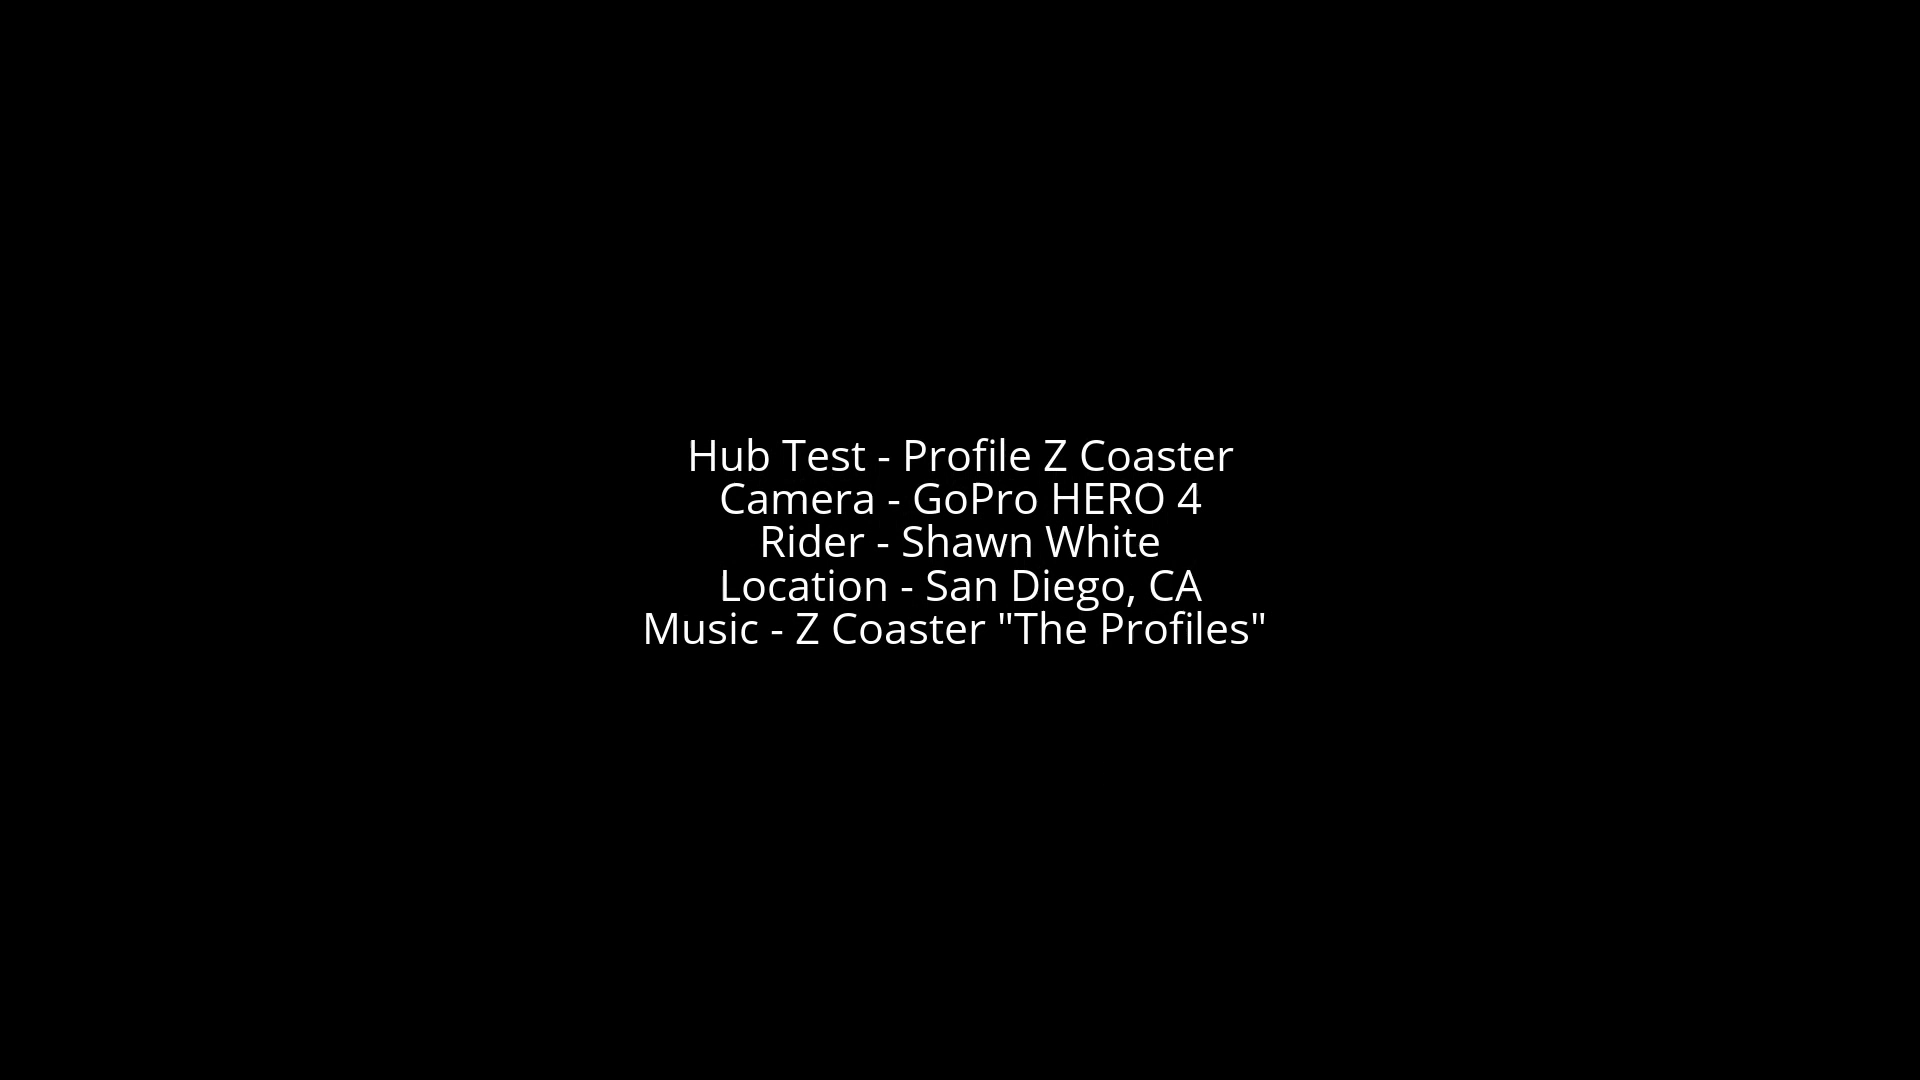 Hub Test - Profile Z Coaster
Camera - GoPro HERO 4
Rider - Shawn White
Location - San Diego, CA
Music - Z Coaster "The Profiles"